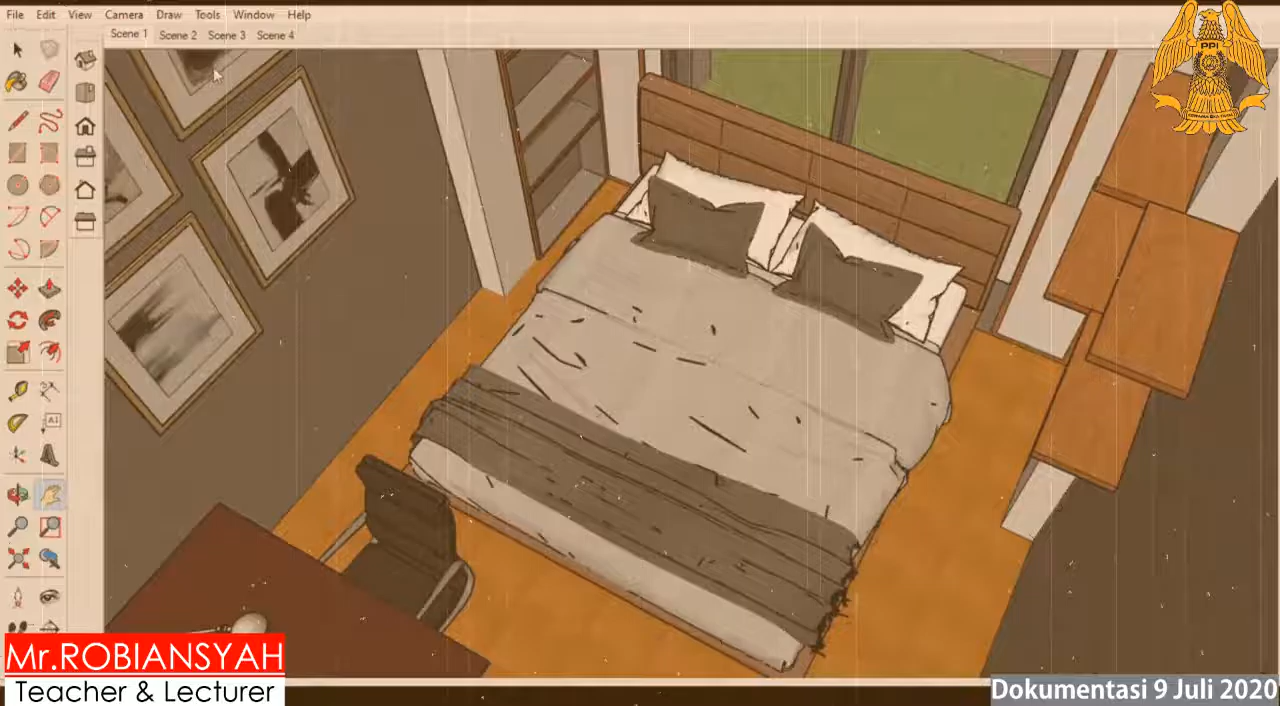 File Edit View Camera Draw Tools Window Help
Scene 1 Scene 2 Scene 3 Scene 4
PPI
Mr.ROBIANSYAH
Teacher & Lecturer
Dokumentasi 9 Juli 2020